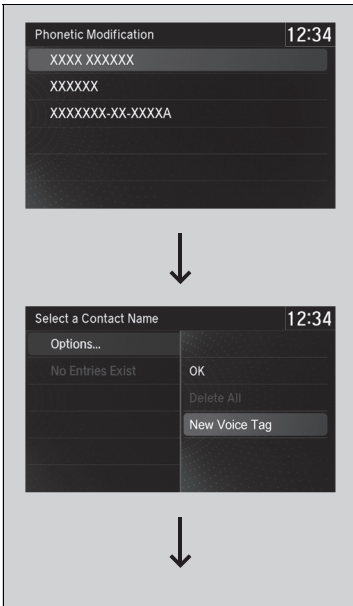 Phonetic Modification 12:34
XXXX XXXXXX
XXXXXX
XXXXXXX-XX-XXXXA
Select a Contact Name 12:34
Options...
No Entries Exist
OK
Delete All
New Voice Tag